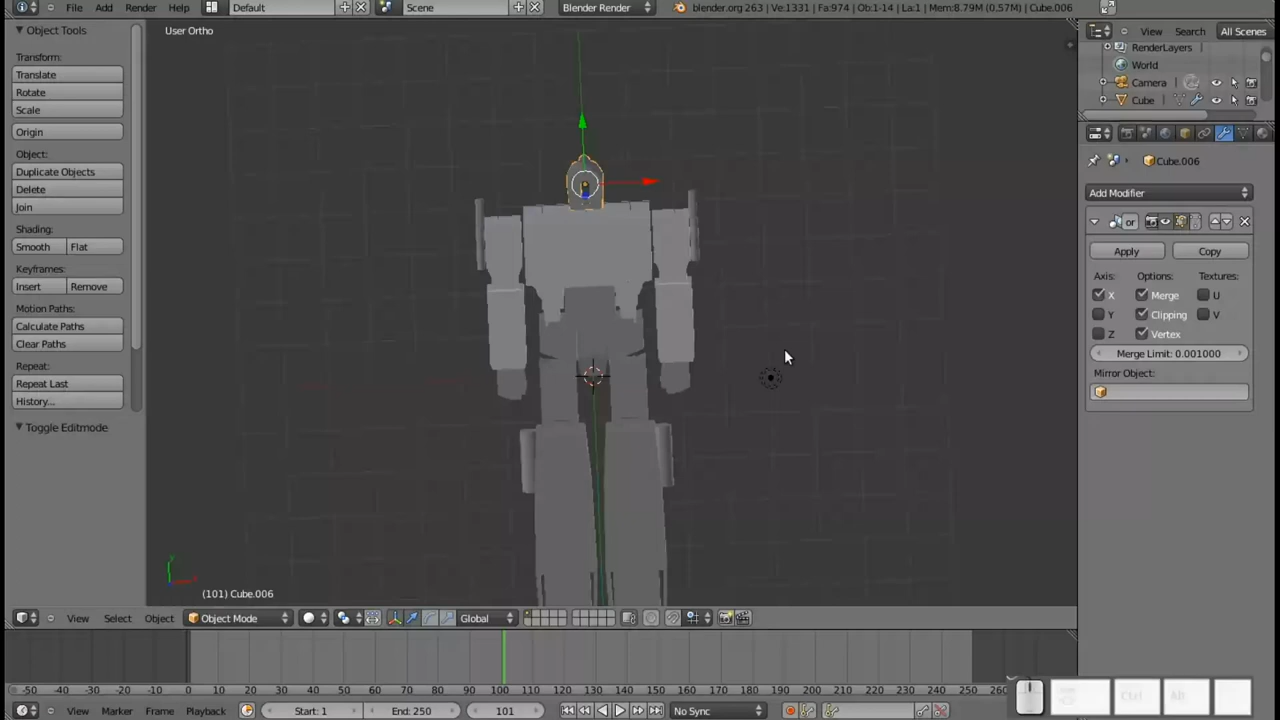 File Add Render Help Default Scene Blender Render blender.org 263 | Ve:1331 | Fa:974 | Ob:1-14 | La:1 | Mem:8.79M (0.57M) | Cube.006
Object Tools
Transform:
Translate
Rotate
Scale
Origin
Object:
Duplicate Objects
Delete
Join
Shading:
Smooth Flat
Keyframes:
Insert Remove
Motion Paths:
Calculate Paths
Clear Paths
Repeat:
Repeat Last
History...
Toggle Editmode
User Ortho
(101) Cube.006
View Select Object Object Mode Global
View Search All Scenes
RenderLayers
World
Camera
Cube
Cube.006
Add Modifier
or
Apply Copy
Axis: Options: Textures:
X Merge U
Y Clipping V
Z Vertex
Merge Limit: 0.001000
Mirror Object:
-50 -40 -30 -20 -10 0 10 20 30 40 50 60 70 80 90 100 110 120 130 140 150 160 170 180 190 200 210 220 230 240 250 260
View Marker Frame Playback Start: 1 End: 250 101 No Sync
Ctrl Alt